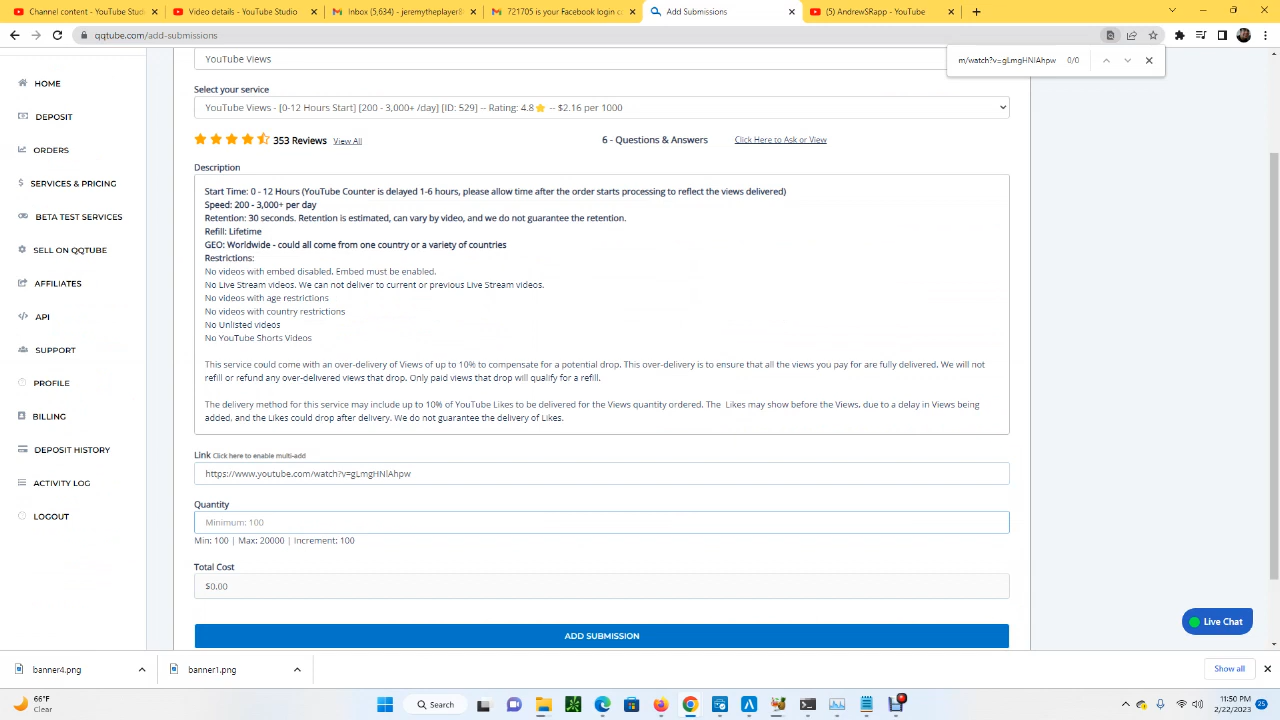 Channel content - YouTube Studio
Video details - YouTube Studio
Inbox (5,634) - jeremytheplayer8
721705 is your Facebook login c
Add Submissions
(5) AndrewSRapp - YouTube
qqtube.com/add-submissions
m/watch?v=gLmgHNlAhpw 0/0
HOME
DEPOSIT
ORDERS
SERVICES & PRICING
BETA TEST SERVICES
SELL ON QQTUBE
AFFILIATES
API
SUPPORT
PROFILE
BILLING
DEPOSIT HISTORY
ACTIVITY LOG
LOGOUT
YouTube Views
Select your service
YouTube Views - [0-12 Hours Start] [200 - 3,000+ /day] [ID: 529] -- Rating: 4.8⭐ -- $2.16 per 1000
353 Reviews View All
6 - Questions & Answers
Click Here to Ask or View
Description
Start Time: 0 - 12 Hours (YouTube Counter is delayed 1-6 hours, please allow time after the order starts processing to reflect the views delivered)
Speed: 200 - 3,000+ per day
Retention: 30 seconds. Retention is estimated, can vary by video, and we do not guarantee the retention.
Refill: Lifetime
GEO: Worldwide - could all come from one country or a variety of countries
Restrictions:
No videos with embed disabled. Embed must be enabled.
No Live Stream videos. We can not deliver to current or previous Live Stream videos.
No videos with age restrictions
No videos with country restrictions
No Unlisted videos
No YouTube Shorts Videos
This service could come with an over-delivery of Views of up to 10% to compensate for a potential drop. This over-delivery is to ensure that all the views you pay for are fully delivered. We will not
refill or refund any over-delivered views that drop. Only paid views that drop will qualify for a refill.
The delivery method for this service may include up to 10% of YouTube Likes to be delivered for the Views quantity ordered. The Likes may show before the Views, due to a delay in Views being
added, and the Likes could drop after delivery. We do not guarantee the delivery of Likes.
Link Click here to enable multi-add
https://www.youtube.com/watch?v=gLmgHNlAhpw
Quantity
Minimum: 100
Min: 100 | Max: 20000 | Increment: 100
Total Cost
$0.00
ADD SUBMISSION
Live Chat
banner4.png
banner1.png
Show all
66°F
Clear
Search
11:50 PM
2/22/2023
25